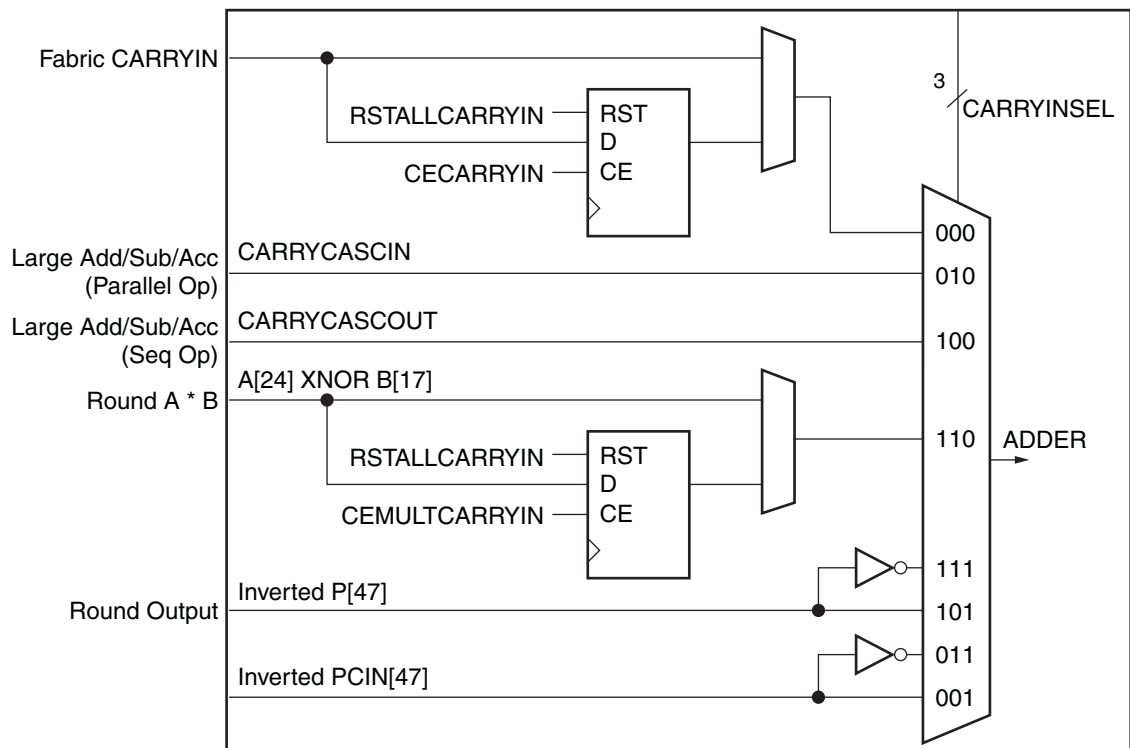 Fabric CARRYIN
3
CARRYINSEL
RSTALLCARRYIN
RST
D
CECARRYIN
CE
000
Large Add/Sub/Acc
(Parallel Op)
CARRYCASCIN
010
Large Add/Sub/Acc
(Seq Op)
CARRYCASCOUT
100
Round A * B
A[24] XNOR B[17]
110
ADDER
RSTALLCARRYIN
RST
D
CEMULTCARRYIN
CE
111
Round Output
Inverted P[47]
101
011
Inverted PCIN[47]
001